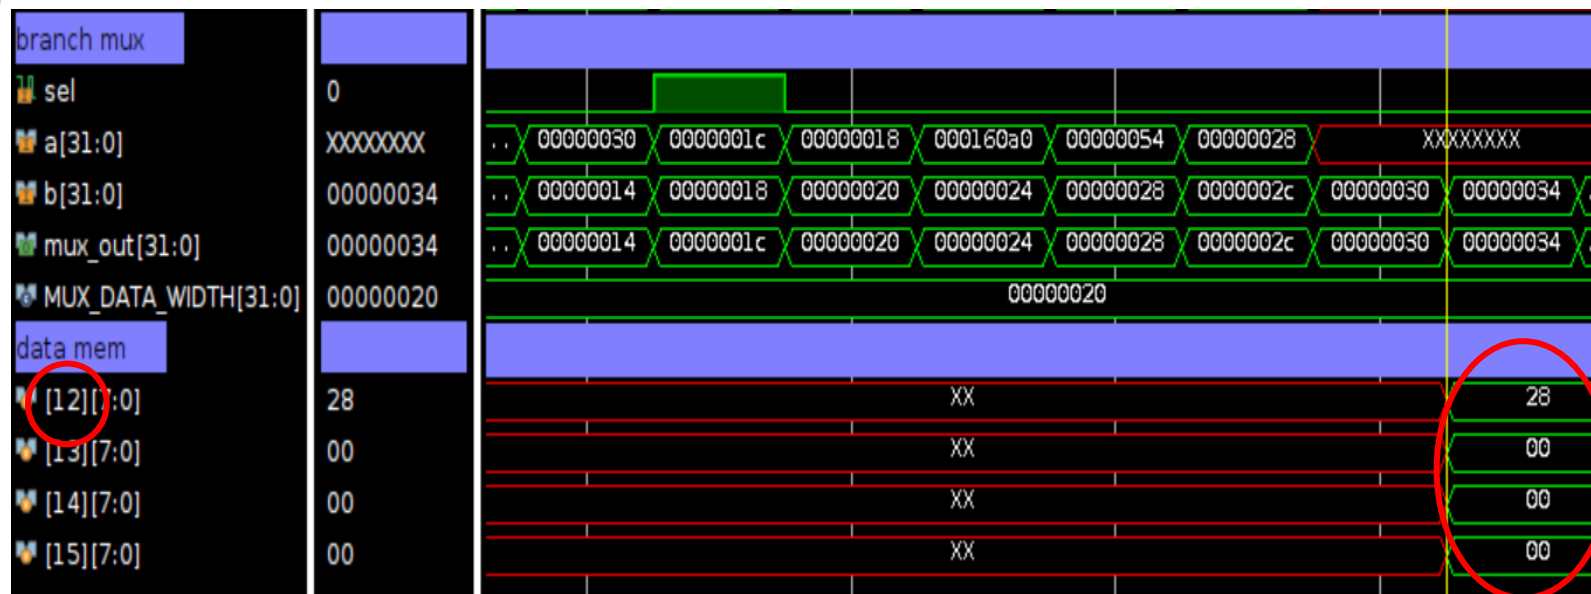 branch mux
sel 0
a[31:0] XXXXXXXX .. 00000030 0000001c 00000018 000160a0 00000054 00000028 XXXXXXXX
b[31:0] 00000034 .. 00000014 00000018 00000020 00000024 00000028 0000002c 00000030 00000034
mux_out[31:0] 00000034 .. 00000014 0000001c 00000020 00000024 00000028 0000002c 00000030 00000034
MUX_DATA_WIDTH[31:0] 00000020 00000020
data mem
[12][7:0] 28 XX 28
[13][7:0] 00 XX 00
[14][7:0] 00 XX 00
[15][7:0] 00 XX 00